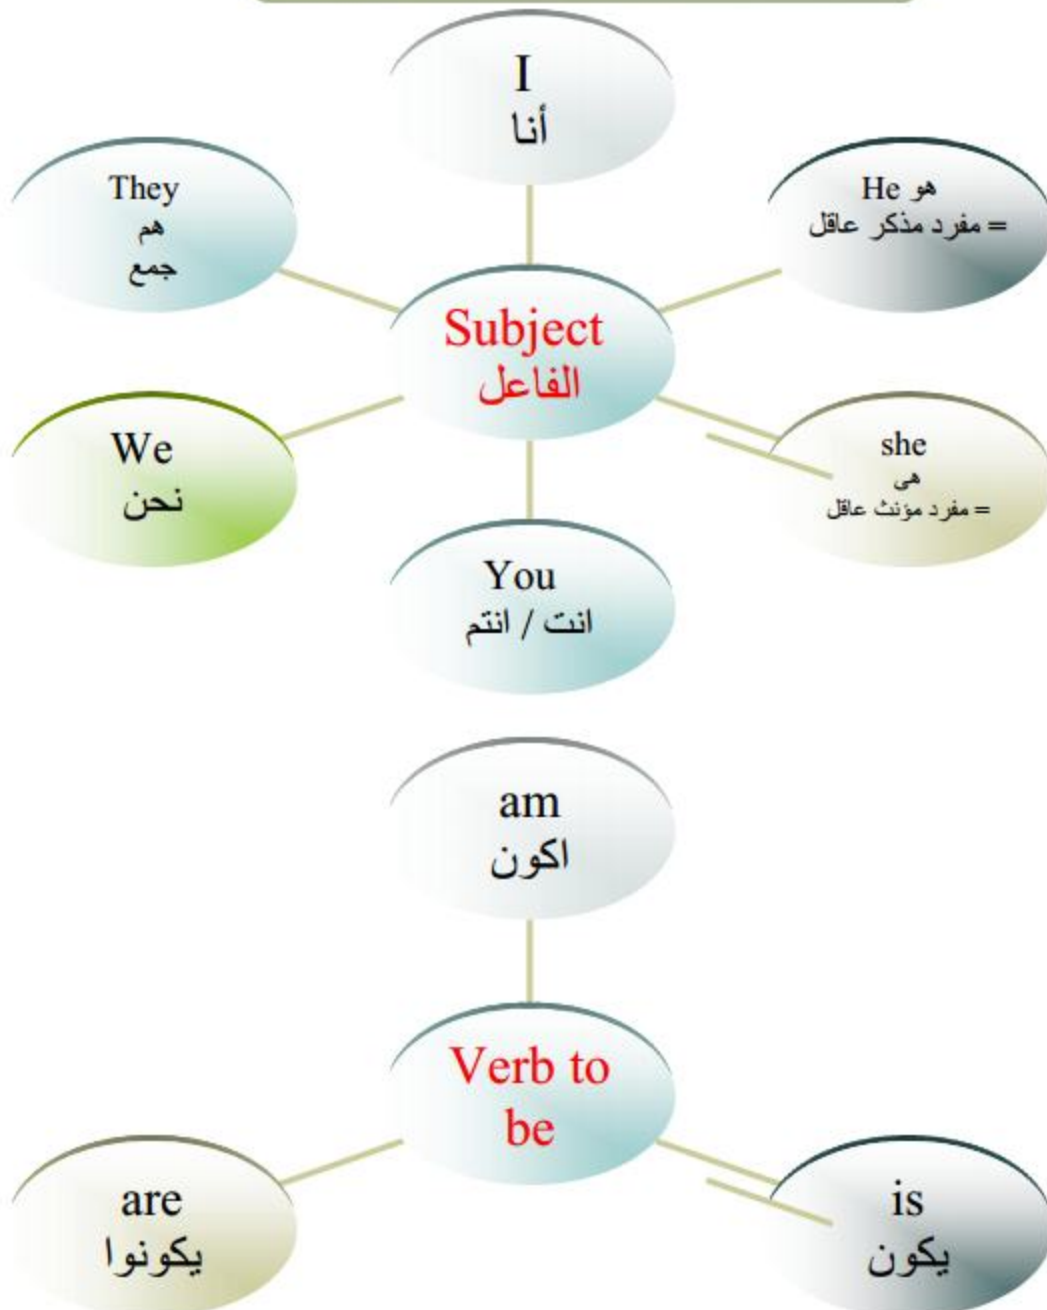 I
أنا
They
هم
جمع
He هو
= مفرد مذكر عاقل
Subject
الفاعل
We
نحن
she
هى
= مفرد مؤنث عاقل
You
انت / انتم
am
اكون
Verb to
be
are
يكونوا
is
يكون